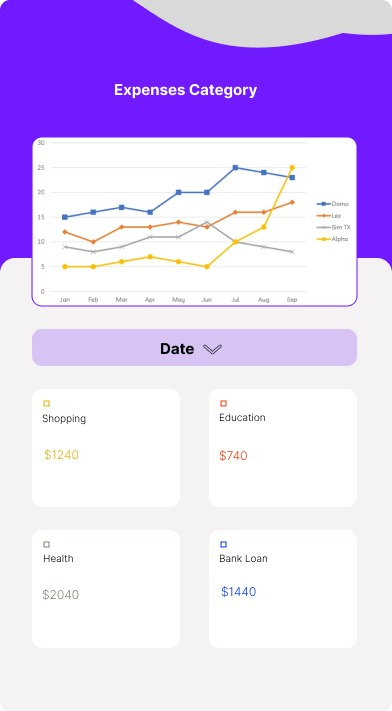 Expenses Category
30
25
20
15
10
5
0
Jan Feb Mar Apr May Jun Jul Aug Sep
Demo
Lex
Sim TX
Alpha
Date
Shopping
$1240
Education
$740
Health
$2040
Bank Loan
$1440